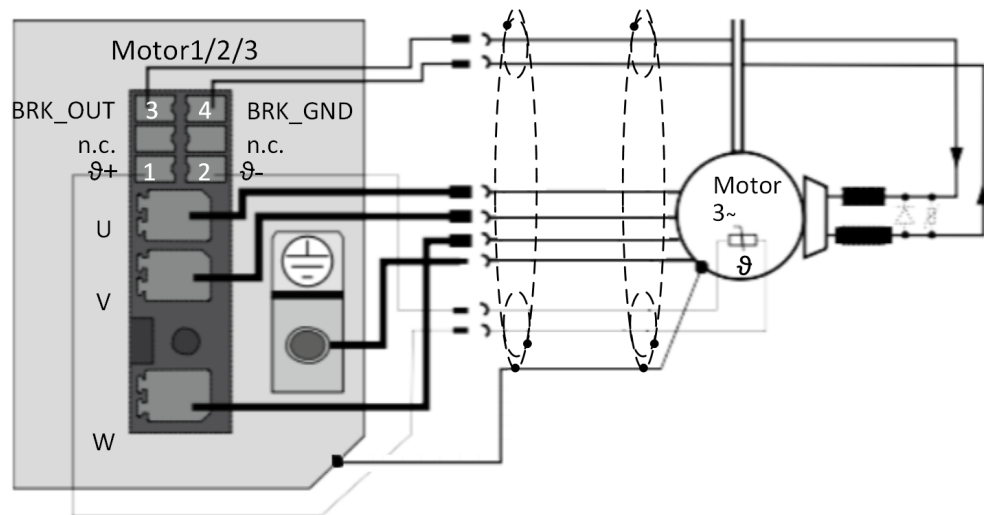 Motor1/2/3
BRK_OUT 3 4 BRK_GND
n.c. n.c.
ϑ+ 1 2 ϑ-
U
V
W
Motor
3~
ϑ